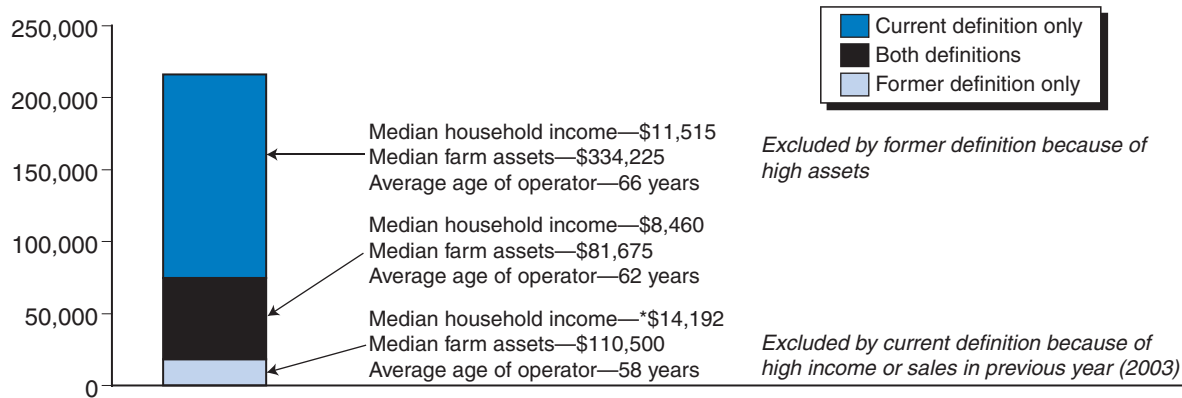 250,000
200,000
150,000
100,000
50,000
0
Current definition only
Both definitions
Former definition only
Median household income—$11,515
Median farm assets—$334,225
Average age of operator—66 years
Excluded by former definition because of
high assets
Median household income—$8,460
Median farm assets—$81,675
Average age of operator—62 years
Median household income—*$14,192
Median farm assets—$110,500
Average age of operator—58 years
Excluded by current definition because of
high income or sales in previous year (2003)